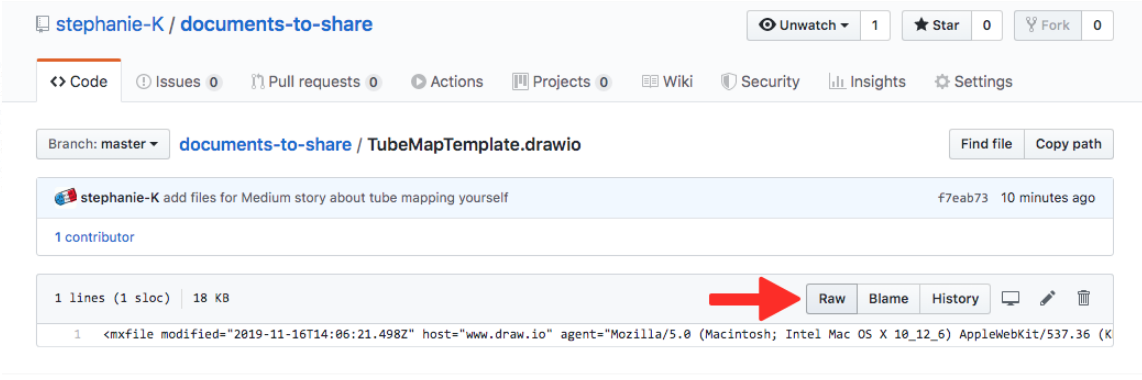 stephanie-K / documents-to-share
Unwatch 1 Star 0 Fork 0
Code Issues 0 Pull requests 0 Actions Projects 0 Wiki Security Insights Settings
Branch: master documents-to-share / TubeMapTemplate.drawio Find file Copy path
stephanie-K add files for Medium story about tube mapping yourself f7eab73 10 minutes ago
1 contributor
1 lines (1 sloc) 18 KB Raw Blame History
1 <mxfile modified="2019-11-16T14:06:21.498Z" host="www.draw.io" agent="Mozilla/5.0 (Macintosh; Intel Mac OS X 10_12_6) AppleWebKit/537.36 (K